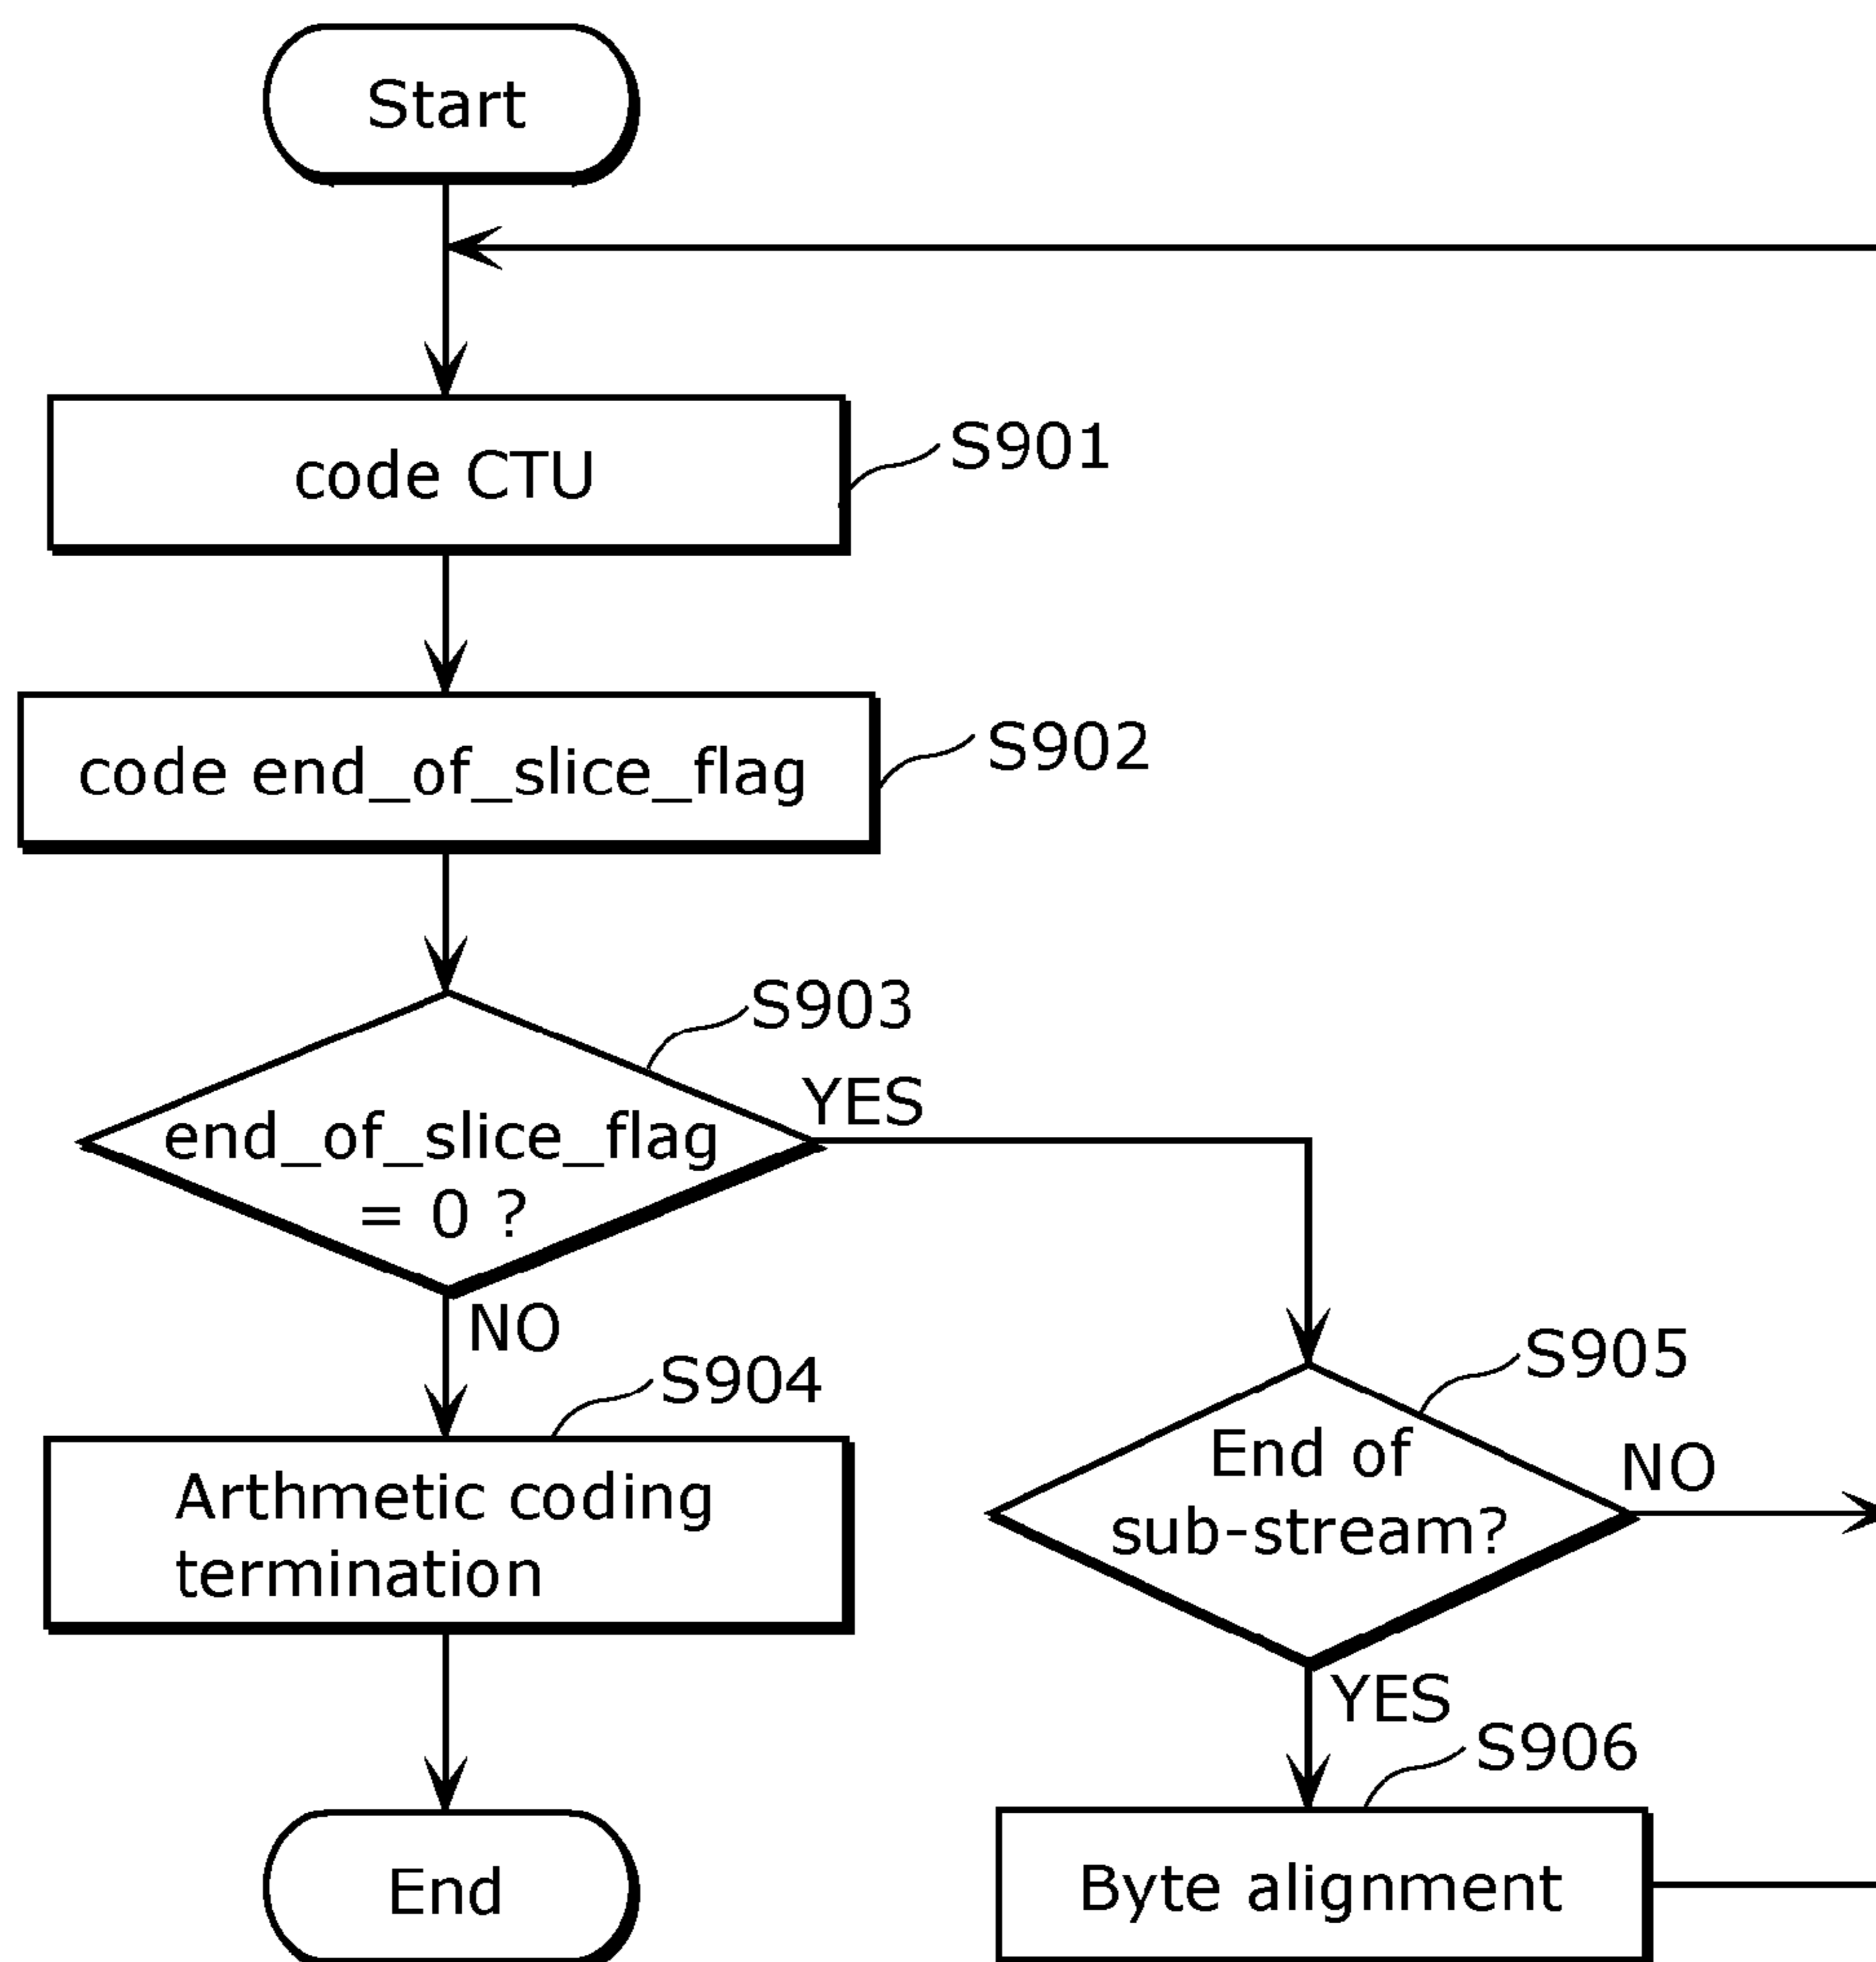 Start
code CTU
S901
code end_of_slice_flag
S902
S903
YES
end_of_slice_flag
= 0 ?
NO
S904
Arthmetic coding
termination
S905
End of
sub-stream?
NO
YES
S906
Byte alignment
End